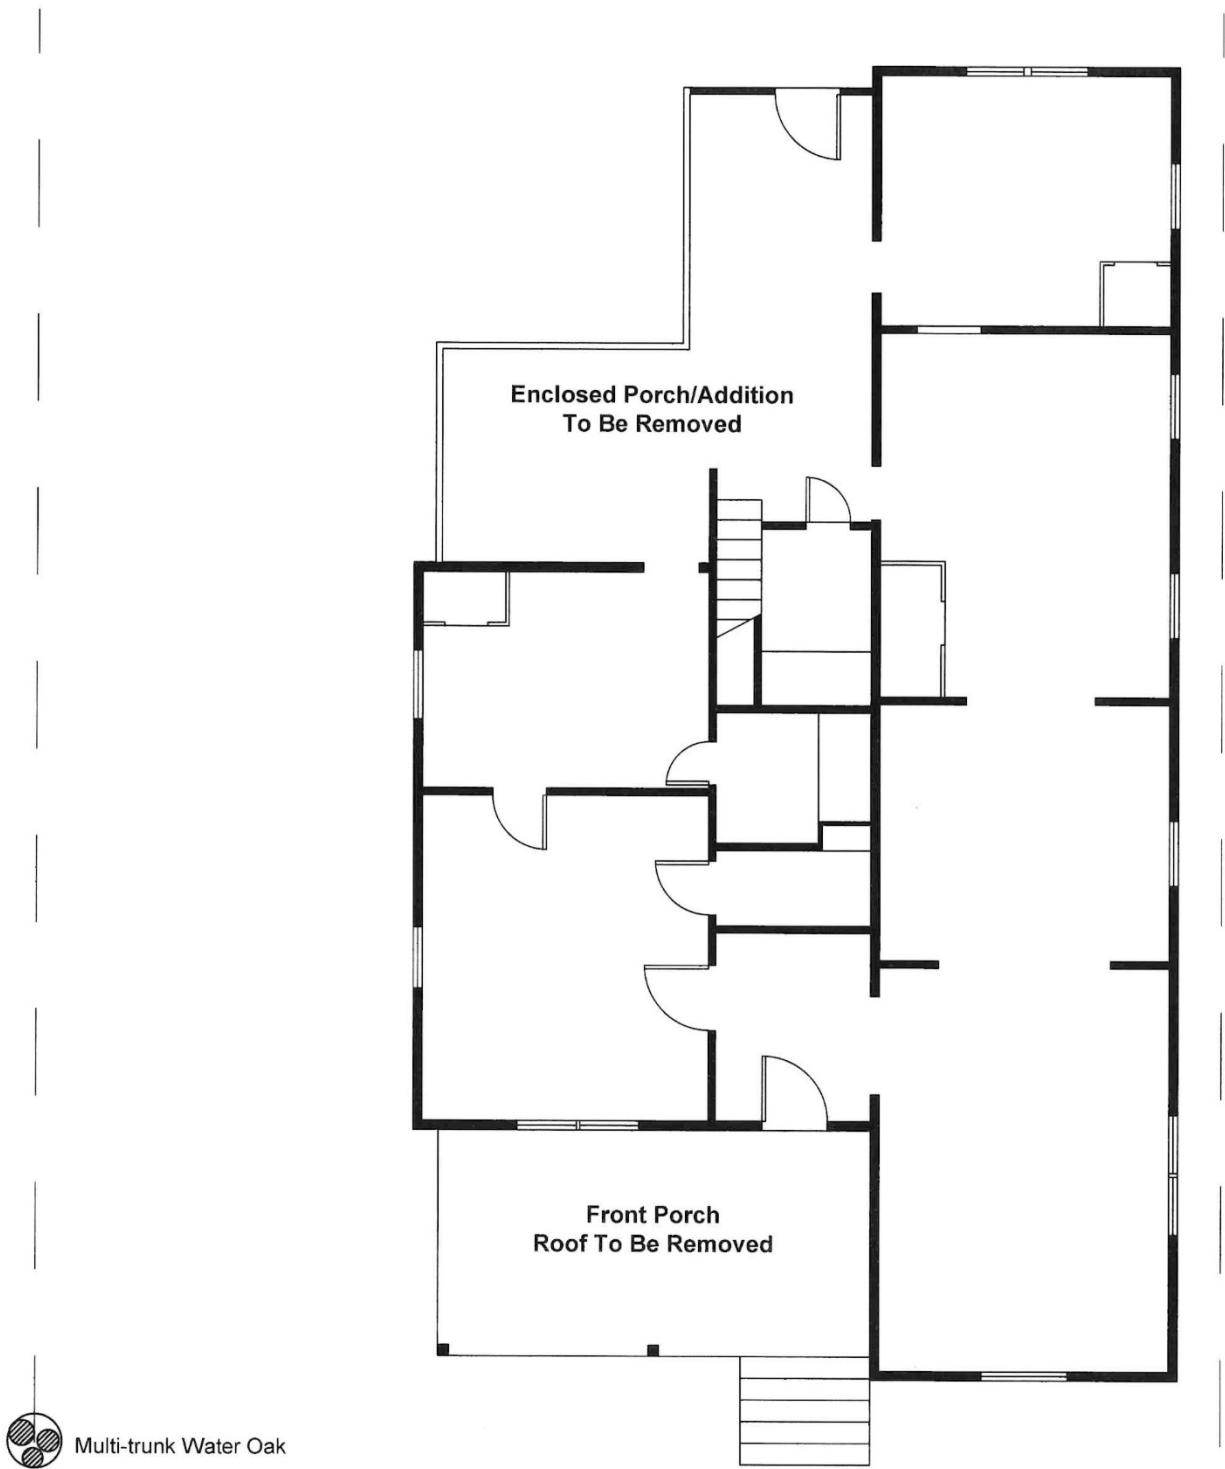 Enclosed Porch/Addition
To Be Removed
Front Porch
Roof To Be Removed
Multi-trunk Water Oak